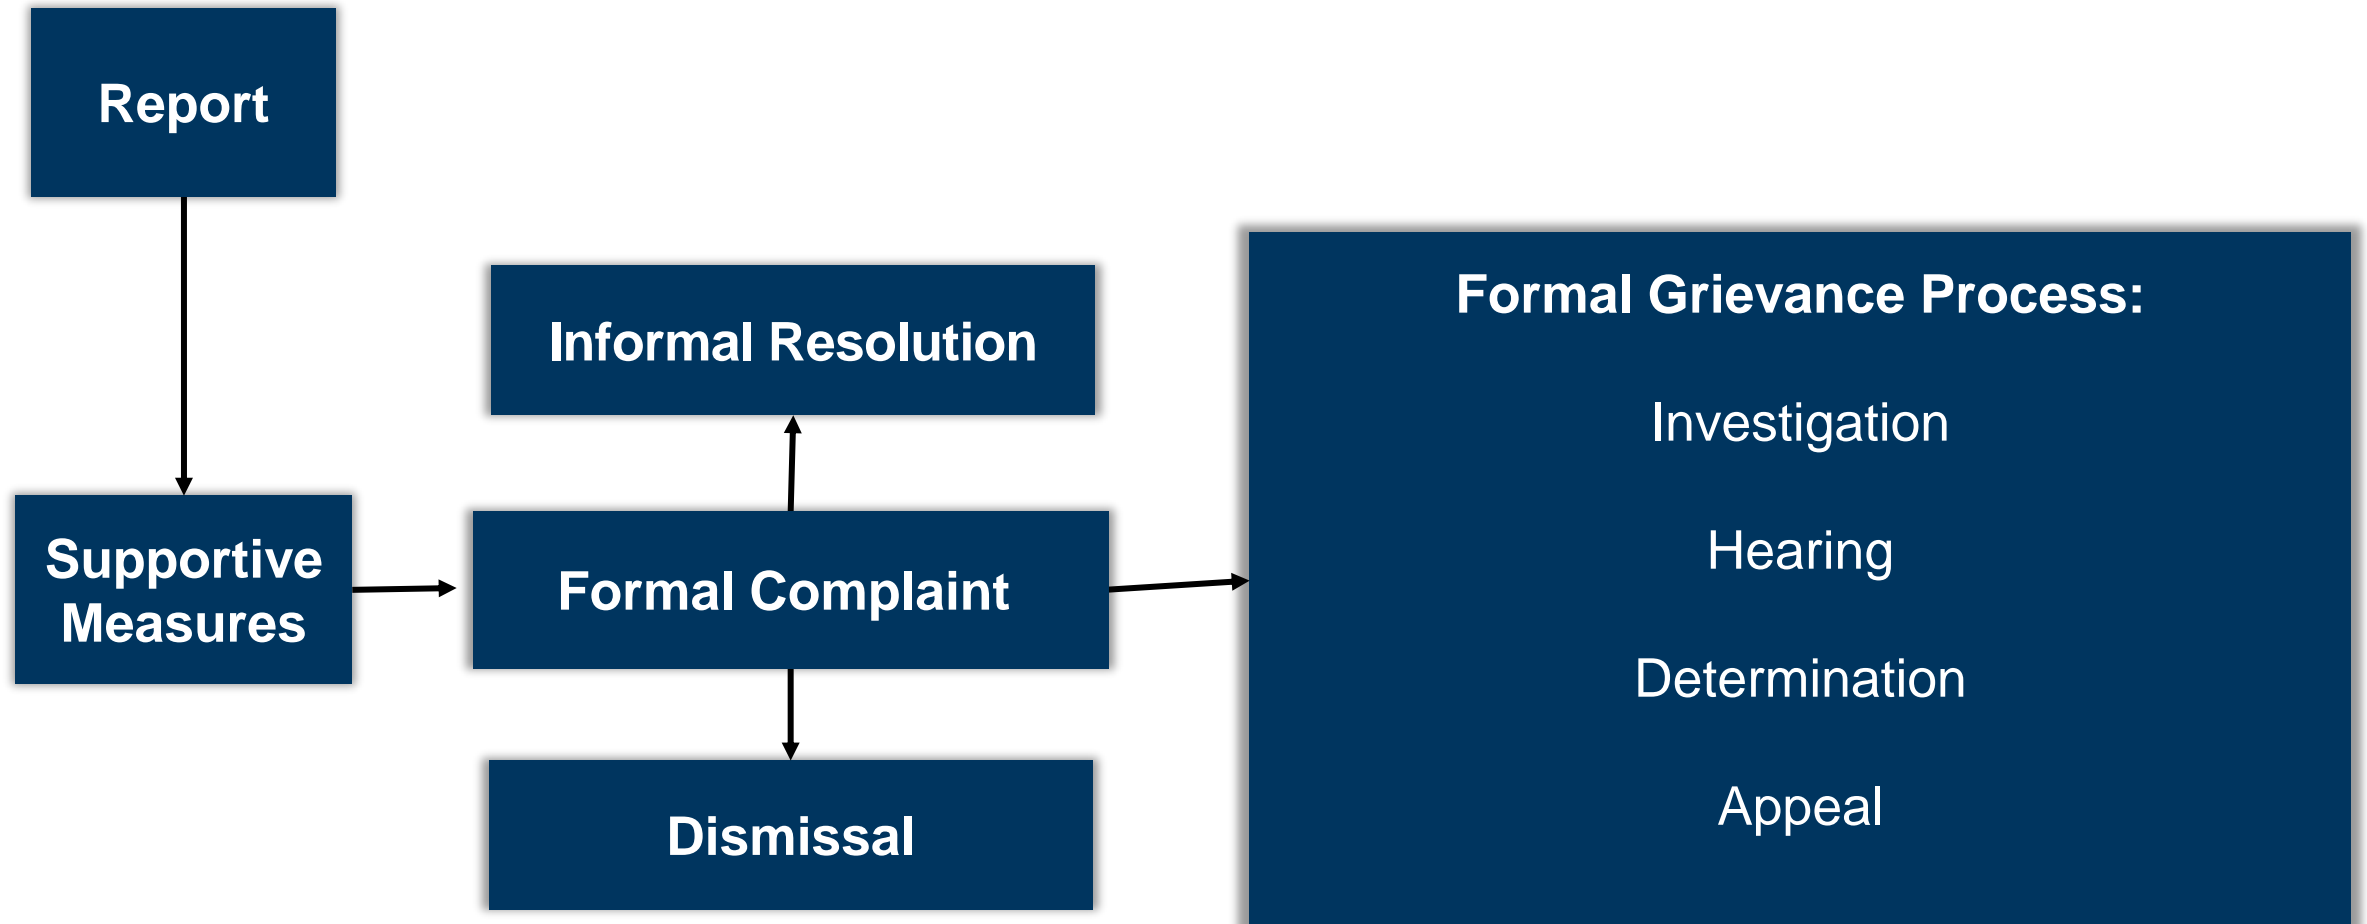 Report
Supportive
Measures
Informal Resolution
Formal Complaint
Dismissal
Formal Grievance Process:
Investigation
Hearing
Determination
Appeal